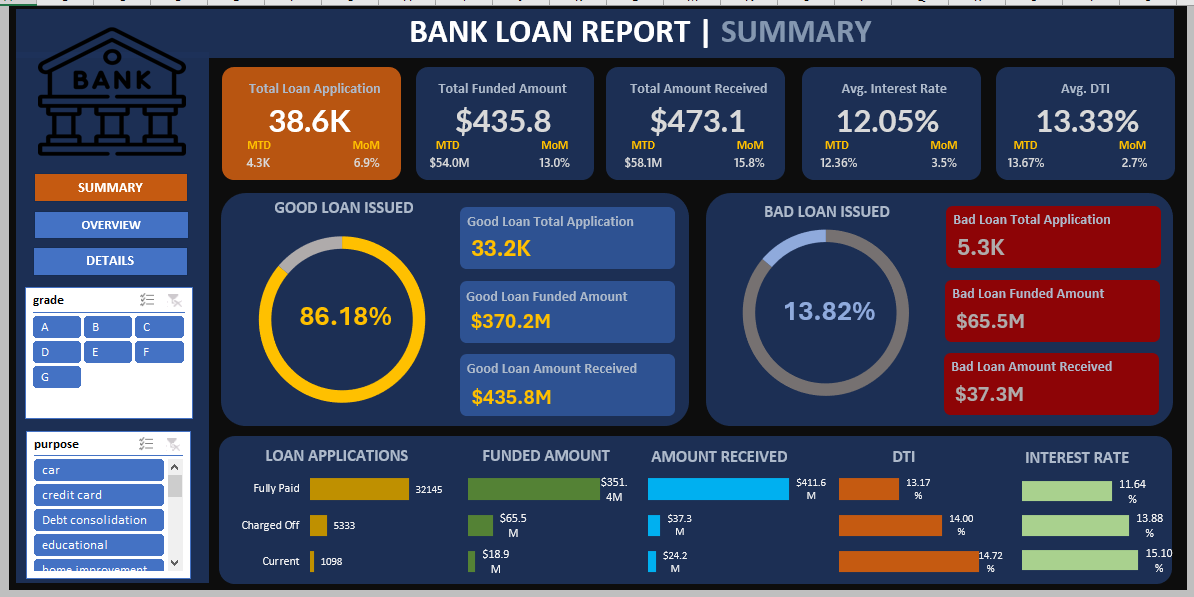 BANK LOAN REPORT | SUMMARY
BANK
SUMMARY
OVERVIEW
DETAILS
grade
A B C
D E F
G
purpose
car
credit card
Debt consolidation
educational
home improvement
Total Loan Application
38.6K
MTD MoM
4.3K 6.9%
Total Funded Amount
$435.8
MTD MoM
$54.0M 13.0%
Total Amount Received
$473.1
MTD MoM
$58.1M 15.8%
Avg. Interest Rate
12.05%
MTD MoM
12.36% 3.5%
Avg. DTI
13.33%
MTD MoM
13.67% 2.7%
GOOD LOAN ISSUED
86.18%
Good Loan Total Application
33.2K
Good Loan Funded Amount
$370.2M
Good Loan Amount Received
$435.8M
BAD LOAN ISSUED
13.82%
Bad Loan Total Application
5.3K
Bad Loan Funded Amount
$65.5M
Bad Loan Amount Received
$37.3M
LOAN APPLICATIONS
Fully Paid 32145
Charged Off 5333
Current 1098
FUNDED AMOUNT
$351.
4M
$65.5
M
$18.9
M
AMOUNT RECEIVED
$411.6
M
$37.3
M
$24.2
M
DTI
13.17
%
14.00
%
14.72
%
INTEREST RATE
11.64
%
13.88
%
15.10
%